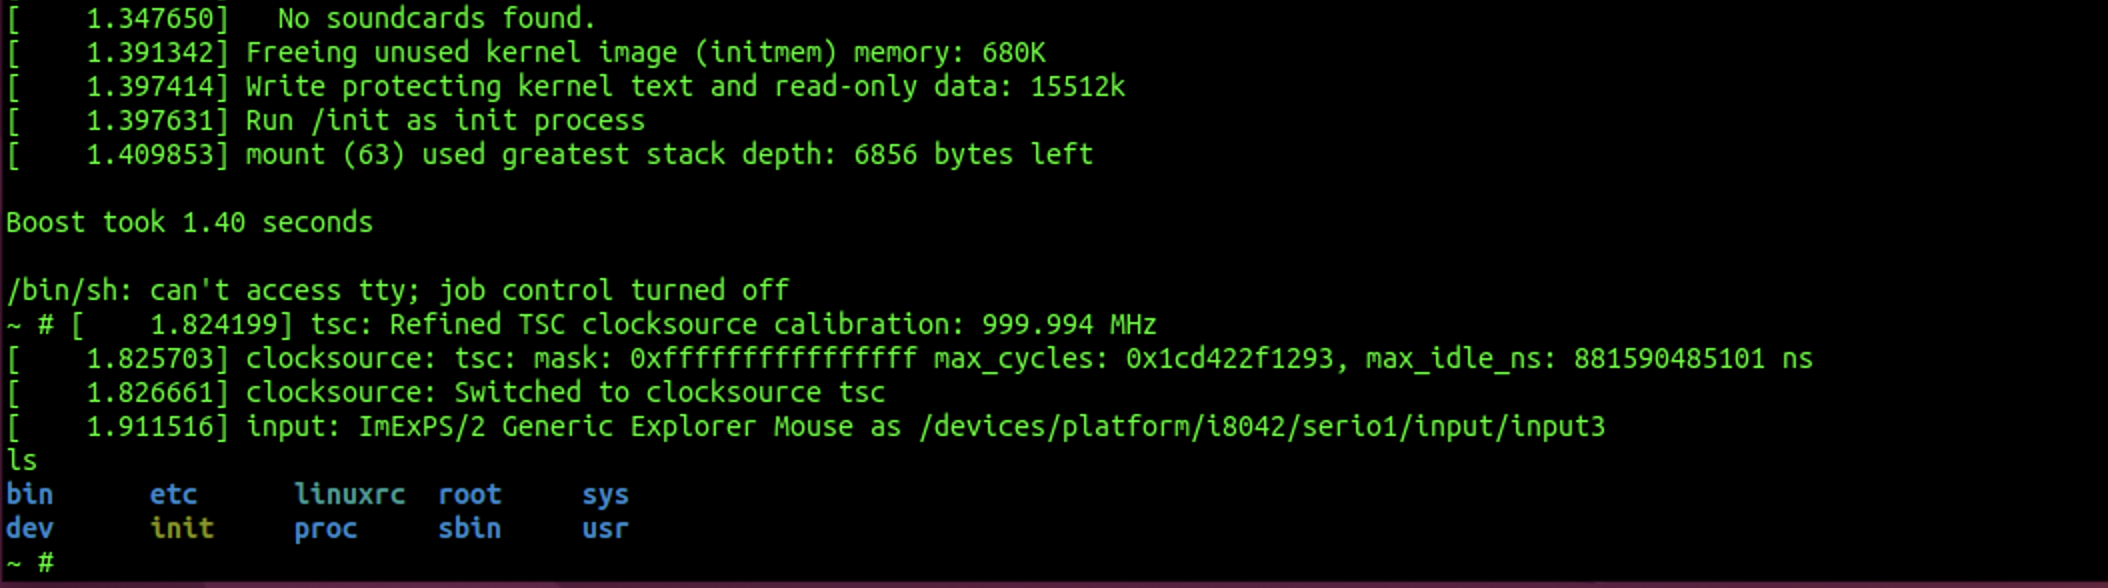 [    1.347650]   No soundcards found.
[    1.391342] Freeing unused kernel image (initmem) memory: 680K
[    1.397414] Write protecting kernel text and read-only data: 15512k
[    1.397631] Run /init as init process
[    1.409853] mount (63) used greatest stack depth: 6856 bytes left
Boost took 1.40 seconds
/bin/sh: can't access tty; job control turned off
~ # [    1.824199] tsc: Refined TSC clocksource calibration: 999.994 MHz
[    1.825703] clocksource: tsc: mask: 0xffffffffffffffff max_cycles: 0x1cd422f1293, max_idle_ns: 881590485101 ns
[    1.826661] clocksource: Switched to clocksource tsc
[    1.911516] input: ImExPS/2 Generic Explorer Mouse as /devices/platform/i8042/serio1/input/input3
ls
bin      etc      linuxrc  root     sys
dev      init     proc     sbin     usr
~ #